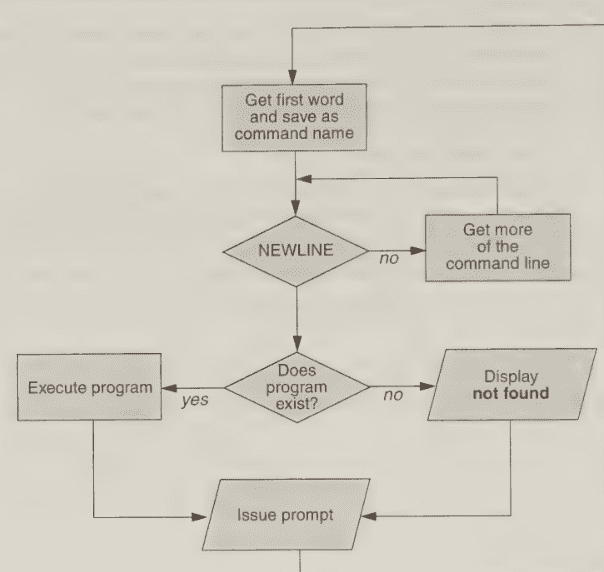 Get first word
and save as
command name
NEWLINE
no
Get more
of the
command line
Does
program
exist?
Execute program
yes
no
Display
not found
Issue prompt